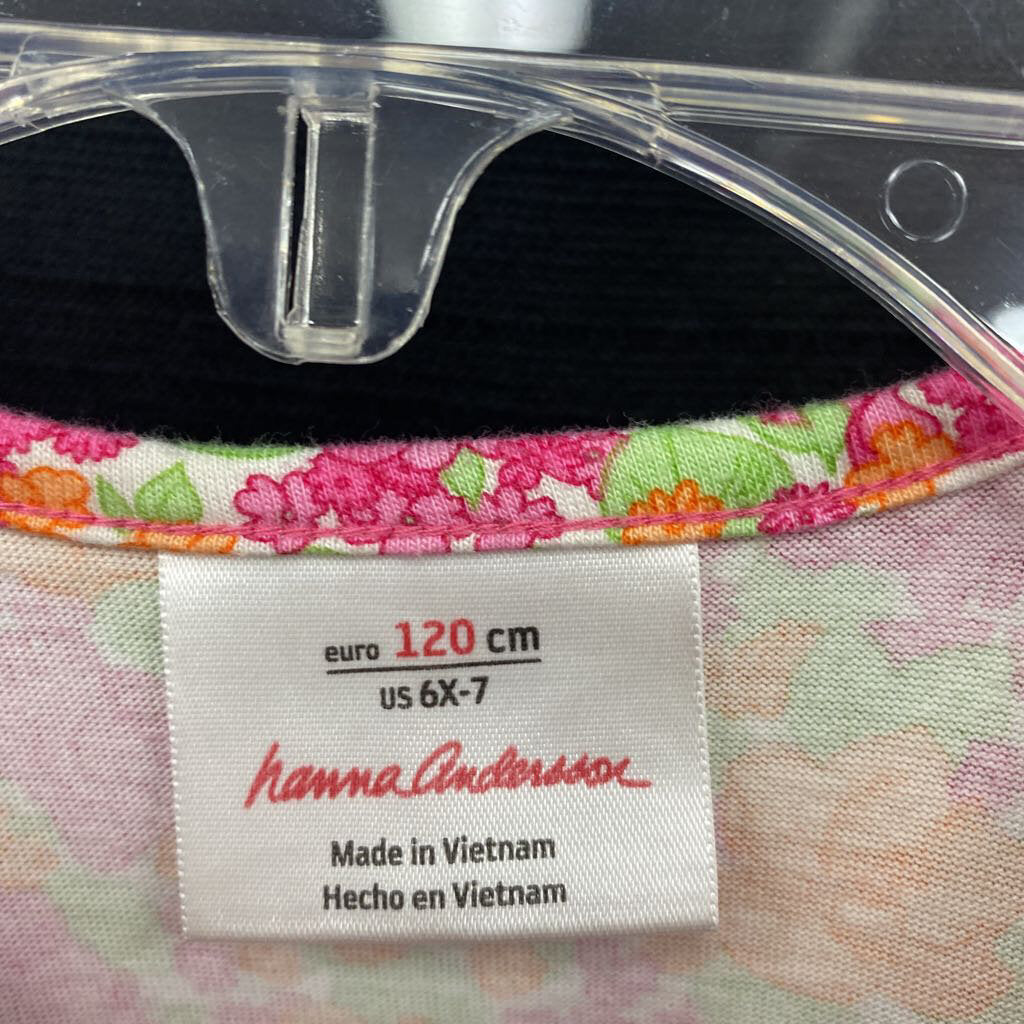 euro 120 cm
US 6X-7
hanna Andersson
Made in Vietnam
Hecho en Vietnam